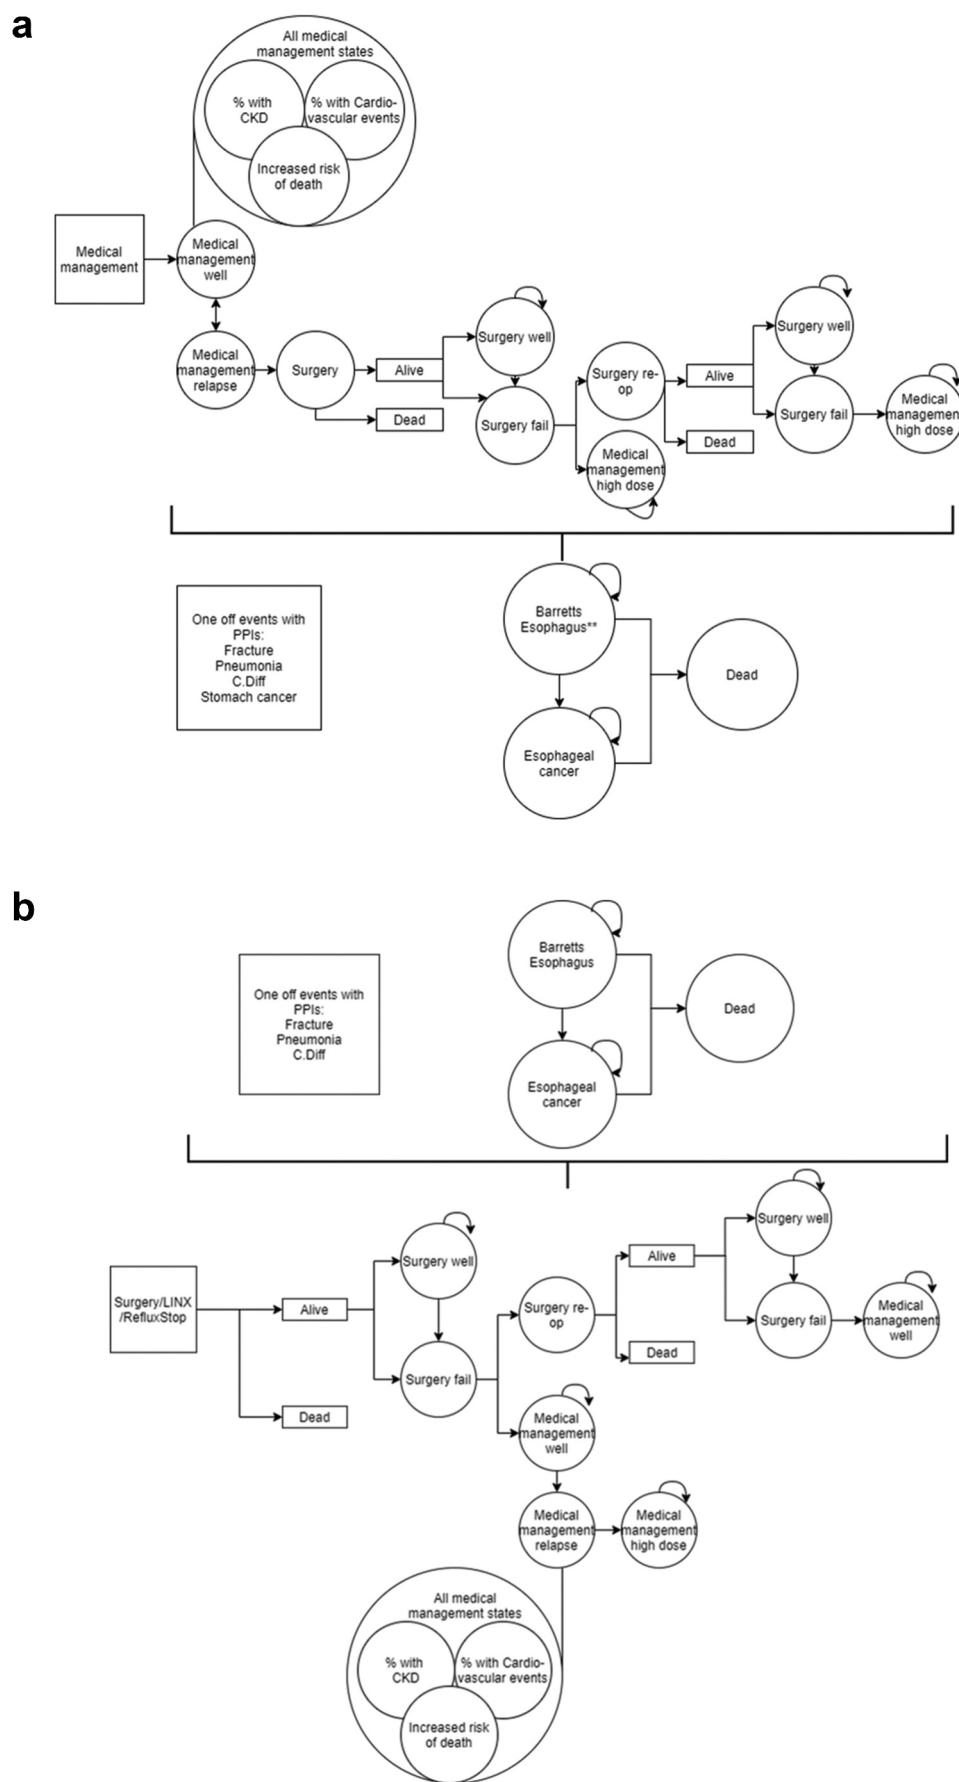 a
All medical
management states
% with
CKD
% with Cardio-
vascular events
Increased risk
of death
Medical
management
Medical
management
well
Medical
management
relapse
Surgery
Alive
Dead
Surgery well
Surgery fail
Surgery re-
op
Medical
management
high dose
Alive
Dead
Surgery well
Surgery fail
Medical
management
high dose
One off events with
PPIs:
Fracture
Pneumonia
C.Diff
Stomach cancer
Barretts
Esophagus**
Esophageal
cancer
Dead
b
One off events with
PPIs:
Fracture
Pneumonia
C.Diff
Barretts
Esophagus
Esophageal
cancer
Dead
Surgery/LINX
/RefluxStop
Alive
Dead
Surgery well
Surgery fail
Surgery re-
op
Alive
Dead
Surgery well
Surgery fail
Medical
management
well
Medical
management
well
Medical
management
relapse
Medical
management
high dose
All medical
management states
% with
CKD
% with Cardio-
vascular events
Increased risk
of death